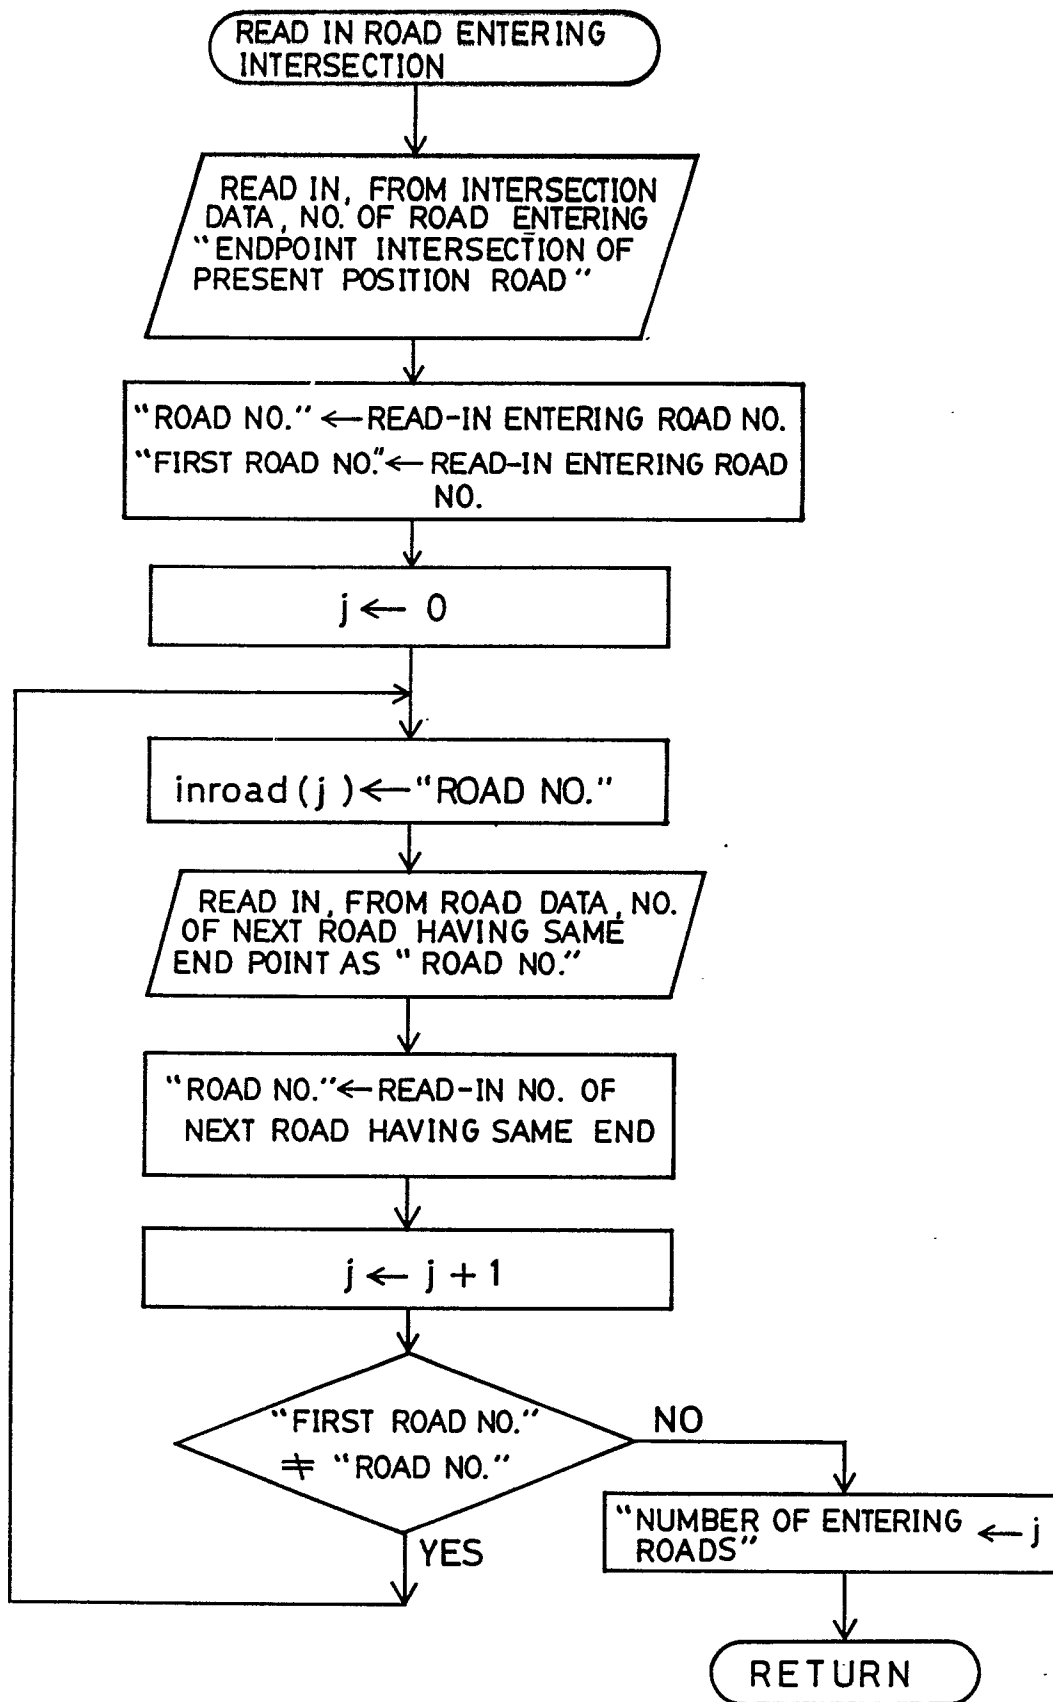 READ IN ROAD ENTERING
INTERSECTION
READ IN, FROM INTERSECTION
DATA, NO. OF ROAD ENTERING
"ENDPOINT INTERSECTION OF
PRESENT POSITION ROAD"
"ROAD NO." ← READ-IN ENTERING ROAD NO.
"FIRST ROAD NO." ← READ-IN ENTERING ROAD
NO.
j ← 0
inroad(j) ← "ROAD NO."
READ IN, FROM ROAD DATA, NO.
OF NEXT ROAD HAVING SAME
END POINT AS "ROAD NO."
"ROAD NO." ← READ-IN NO. OF
NEXT ROAD HAVING SAME END
j ← j + 1
"FIRST ROAD NO."
≠ "ROAD NO."
NO
YES
"NUMBER OF ENTERING
ROADS" ← j
RETURN